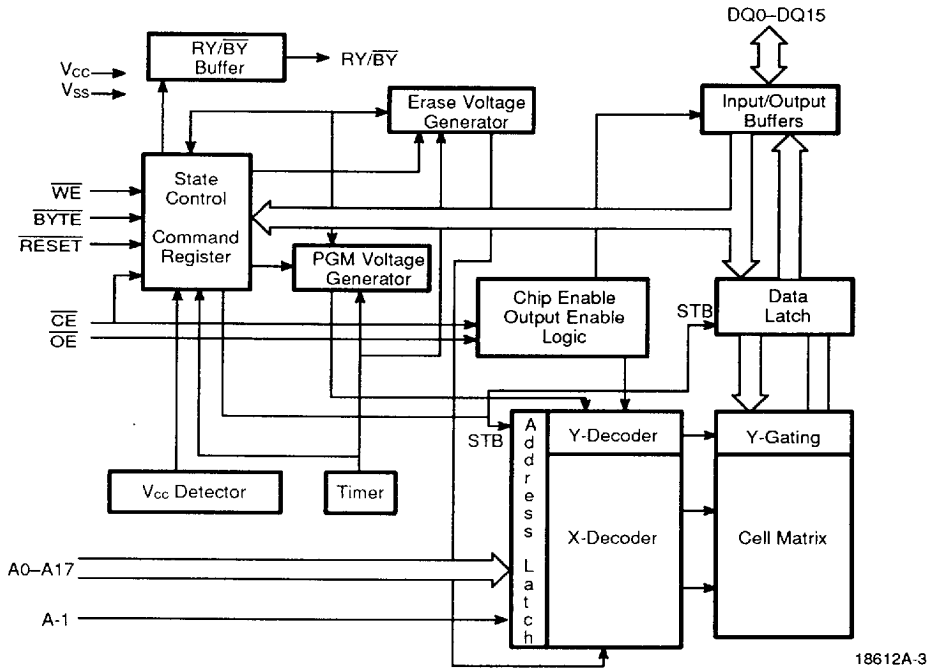 DQ0–DQ15
RY/BY
Buffer
RY/BY
VCC
VSS
Erase Voltage
Generator
Input/Output
Buffers
State
Control
Command
Register
WE
BYTE
RESET
PGM Voltage
Generator
Chip Enable
Output Enable
Logic
Data
Latch
STB
CE
OE
STB
Address Latch
Y-Decoder
Y-Gating
VCC Detector
Timer
X-Decoder
Cell Matrix
A0–A17
A-1
18612A-3